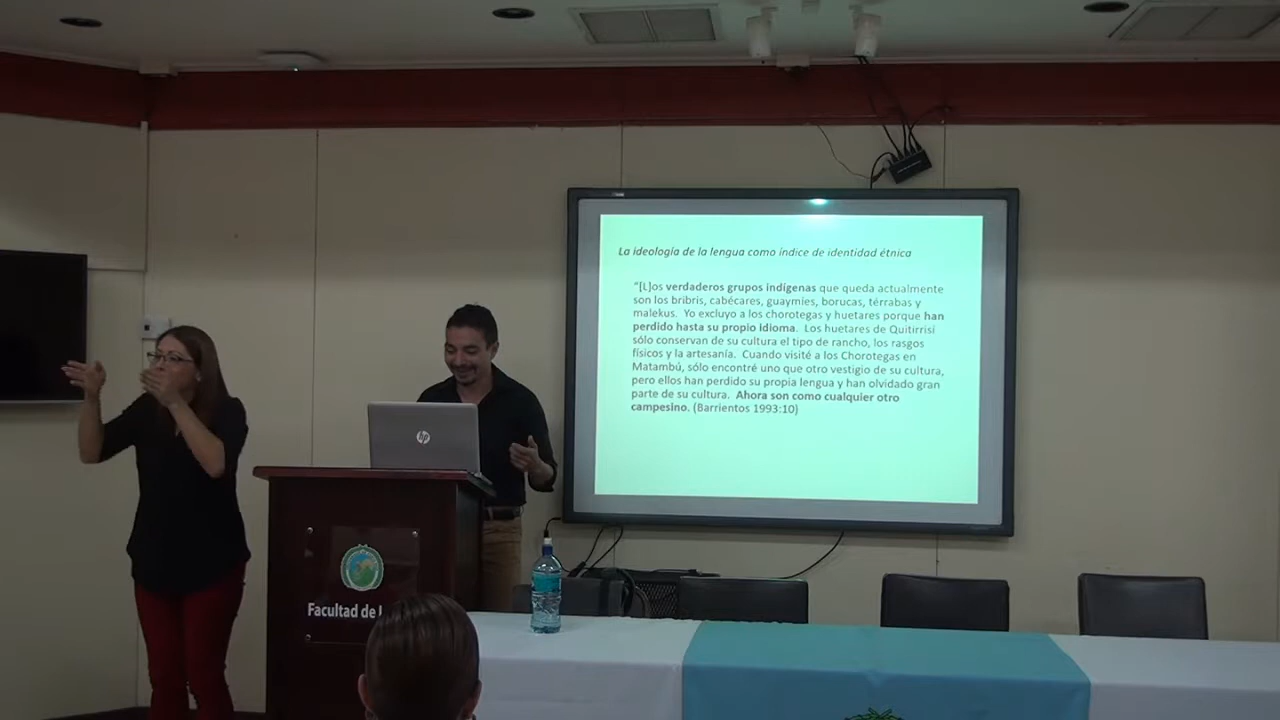 La ideología de la lengua como índice de identidad étnica
"[L]os verdaderos grupos indígenas que queda actualmente
son los bribris, cabécares, guaymíes, borucas, térrabas y
malekus. Yo excluyo a los chorotegas y huetares porque han
perdido hasta su propio idioma. Los huetares de Quitirrisí
sólo conservan de su cultura el tipo de rancho, los rasgos
físicos y la artesanía. Cuando visité a los Chorotegas en
Matambú, sólo encontré uno que otro vestigio de su cultura,
pero ellos han perdido su propia lengua y han olvidado gran
parte de su cultura. Ahora son como cualquier otro
campesino. (Barrientos 1993:10)
hp
Facultad de